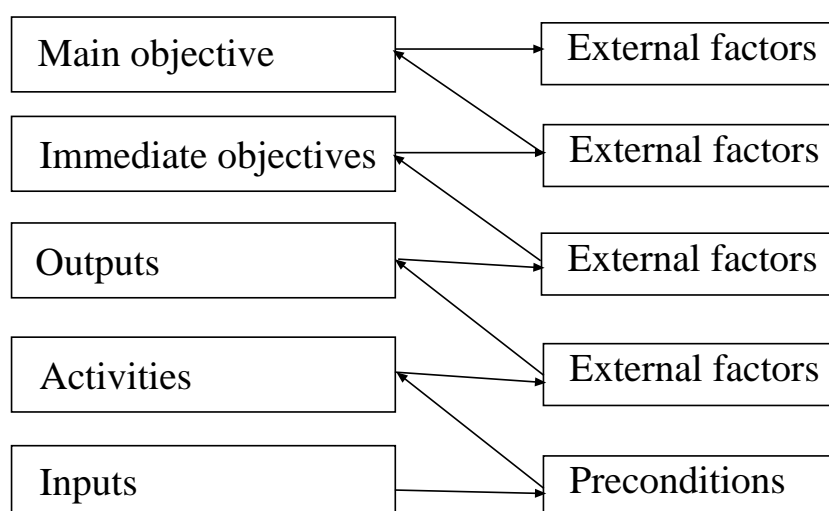 Main objective
External factors
Immediate objectives
External factors
Outputs
External factors
Activities
External factors
Inputs
Preconditions